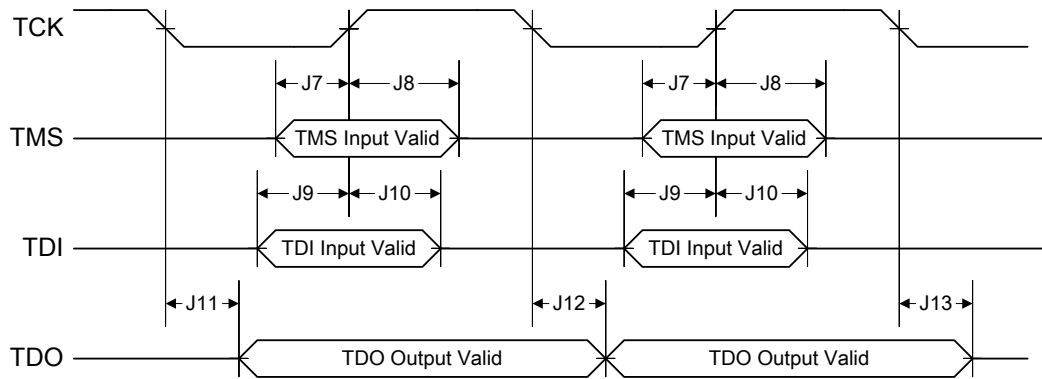 TCK
J7 J8 J7 J8
TMS TMS Input Valid TMS Input Valid
J9 J10 J9 J10
TDI TDI Input Valid TDI Input Valid
J11 J12 J13
TDO TDO Output Valid TDO Output Valid